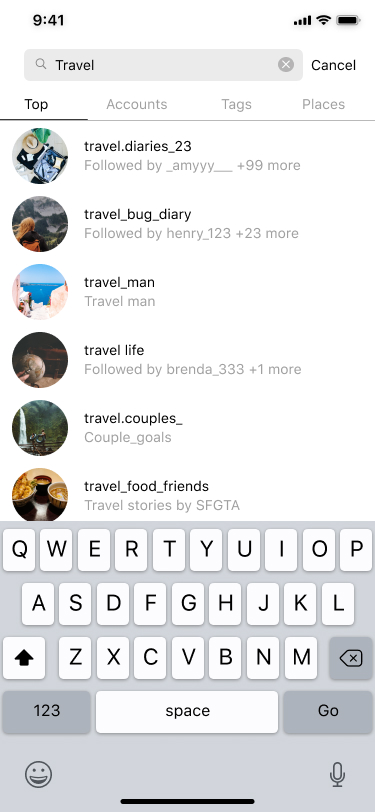 9:41
Travel
Cancel
Top Accounts Tags Places
travel.diaries_23
Followed by _amyyy___ +99 more
travel_bug_diary
Followed by henry_123 +23 more
travel_man
Travel man
travel life
Followed by brenda_333 +1 more
travel.couples_
Couple_goals
travel_food_friends
Travel stories by SFGTA
Q W E R T Y U I O P
A S D F G H J K L
Z X C V B N M
123 space Go